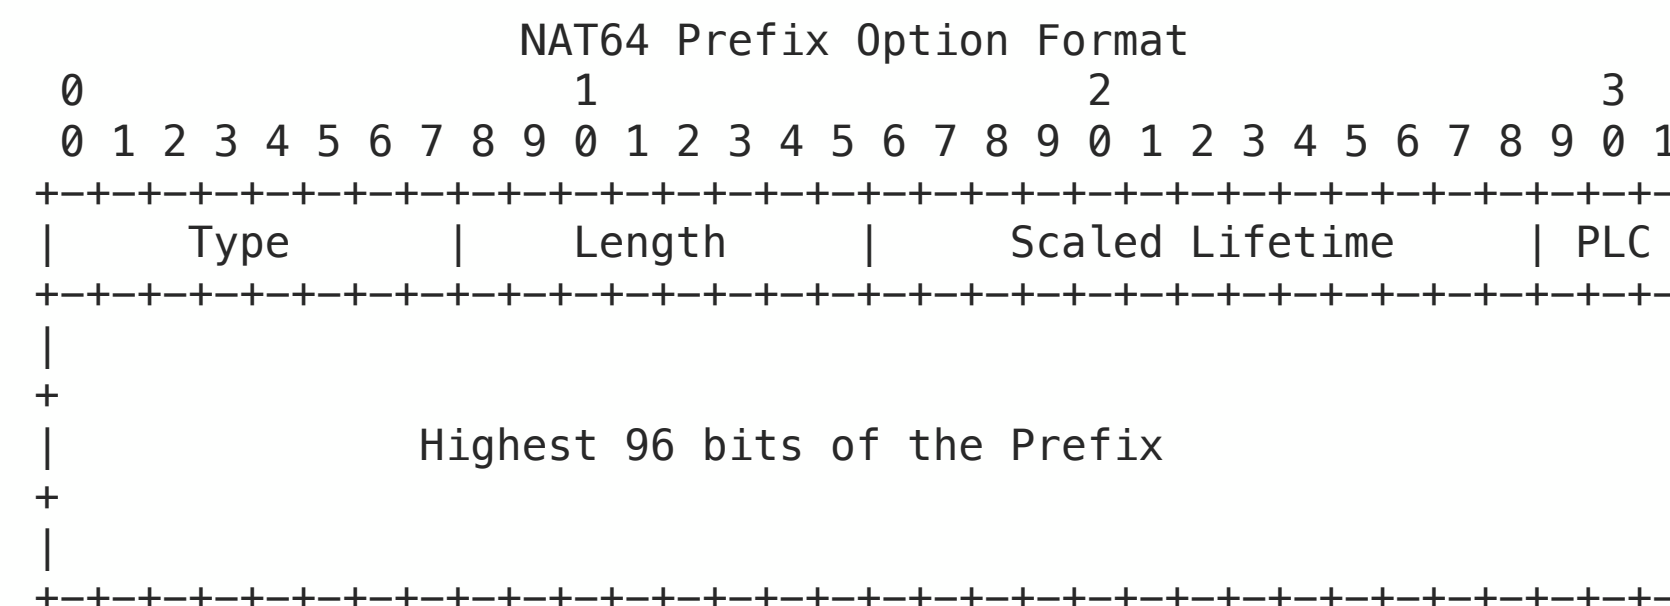 NAT64 Prefix Option Format
 0                   1                   2                   3
 0 1 2 3 4 5 6 7 8 9 0 1 2 3 4 5 6 7 8 9 0 1 2 3 4 5 6 7 8 9 0 1
+-+-+-+-+-+-+-+-+-+-+-+-+-+-+-+-+-+-+-+-+-+-+-+-+-+-+-+-+-+-+-+-
|     Type      |    Length     |     Scaled Lifetime     | PLC
+-+-+-+-+-+-+-+-+-+-+-+-+-+-+-+-+-+-+-+-+-+-+-+-+-+-+-+-+-+-+-+-
|
+
|              Highest 96 bits of the Prefix
+
|
+-+-+-+-+-+-+-+-+-+-+-+-+-+-+-+-+-+-+-+-+-+-+-+-+-+-+-+-+-+-+-+-